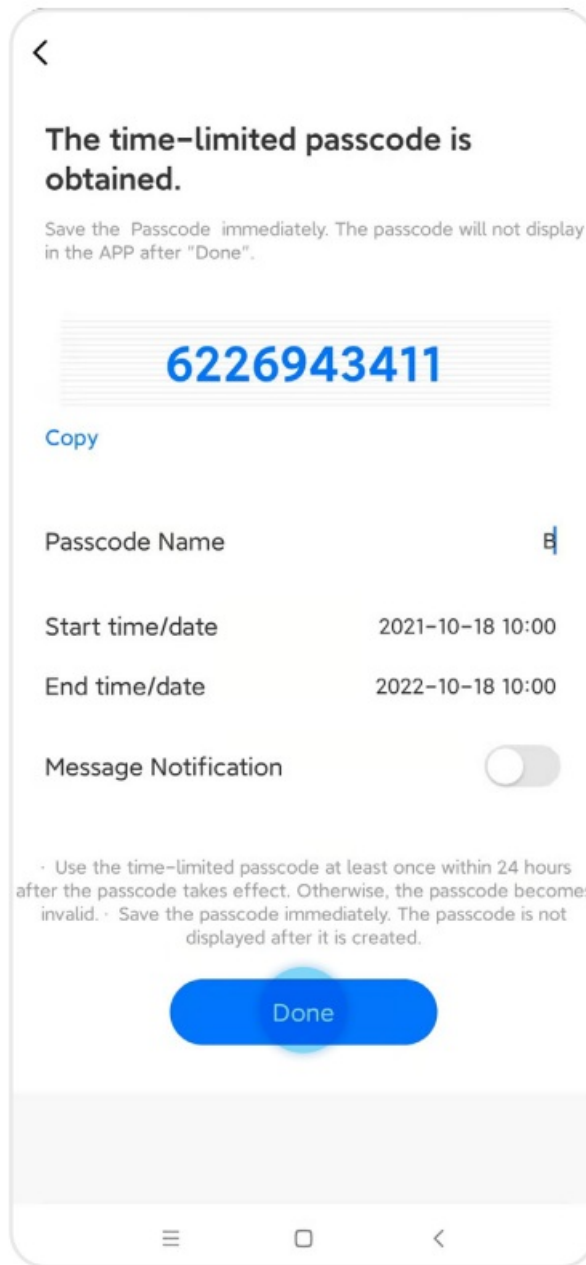 The time-limited passcode is
obtained.
Save the Passcode immediately. The passcode will not display
in the APP after "Done".
6226943411
Copy
Passcode Name B
Start time/date 2021-10-18 10:00
End time/date 2022-10-18 10:00
Message Notification
· Use the time-limited passcode at least once within 24 hours
after the passcode takes effect. Otherwise, the passcode becomes
invalid. · Save the passcode immediately. The passcode is not
displayed after it is created.
Done